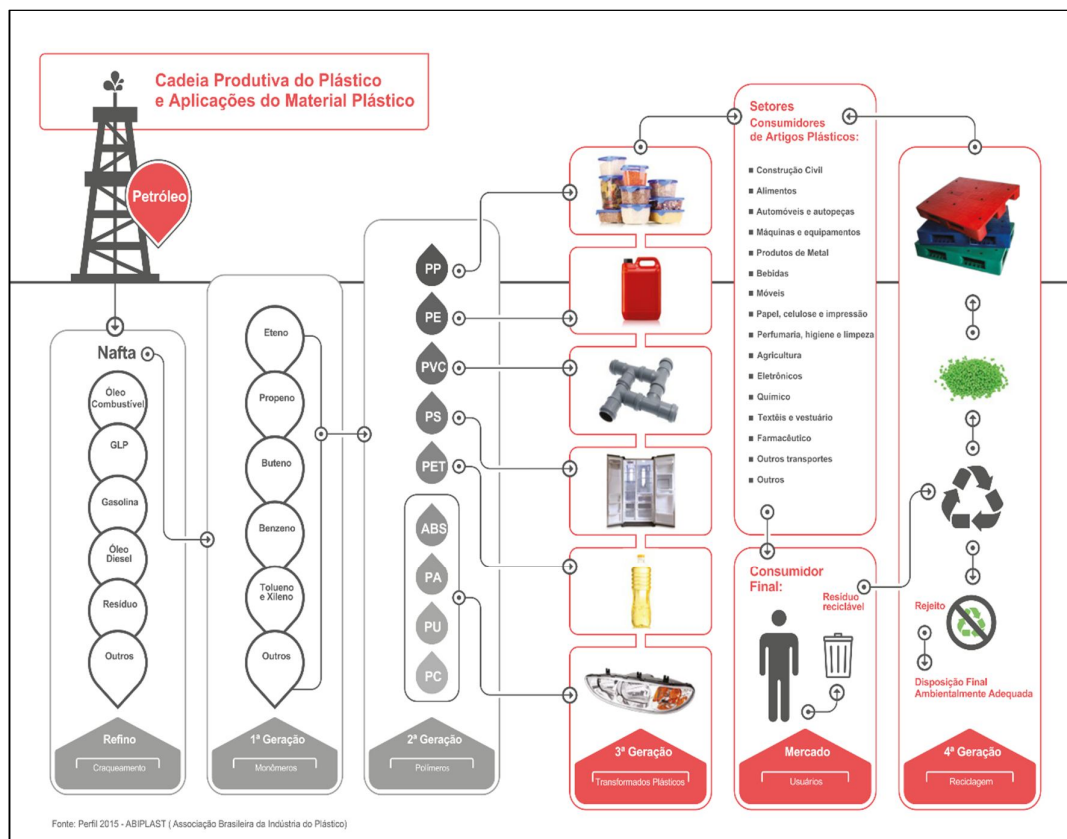 Cadeia Produtiva do Plástico
e Aplicações do Material Plástico
Petróleo
Nafta
Óleo
Combustível
GLP
Gasolina
Óleo
Diesel
Resíduo
Outros
Refino
Craqueamento
Eteno
Propeno
Buteno
Benzeno
Tolueno
e Xileno
Outros
1ª Geração
Monômeros
PP
PE
PVC
PS
PET
ABS
PA
PU
PC
2ª Geração
Polímeros
3ª Geração
Transformados Plásticos
Setores
Consumidores
de Artigos Plásticos:
Construção Civil
Alimentos
Automóveis e autopeças
Máquinas e equipamentos
Produtos de Metal
Bebidas
Móveis
Papel, celulose e impressão
Perfumaria, higiene e limpeza
Agricultura
Eletrônicos
Químico
Textéis e vestuário
Farmacêutico
Outros transportes
Outros
Consumidor
Final:
Resíduo
reciclável
Mercado
Usuários
Rejeito
Disposição Final
Ambientalmente Adequada
4ª Geração
Reciclagem
Fonte: Perfil 2015 - ABIPLAST ( Associação Brasileira da Indústria do Plástico)